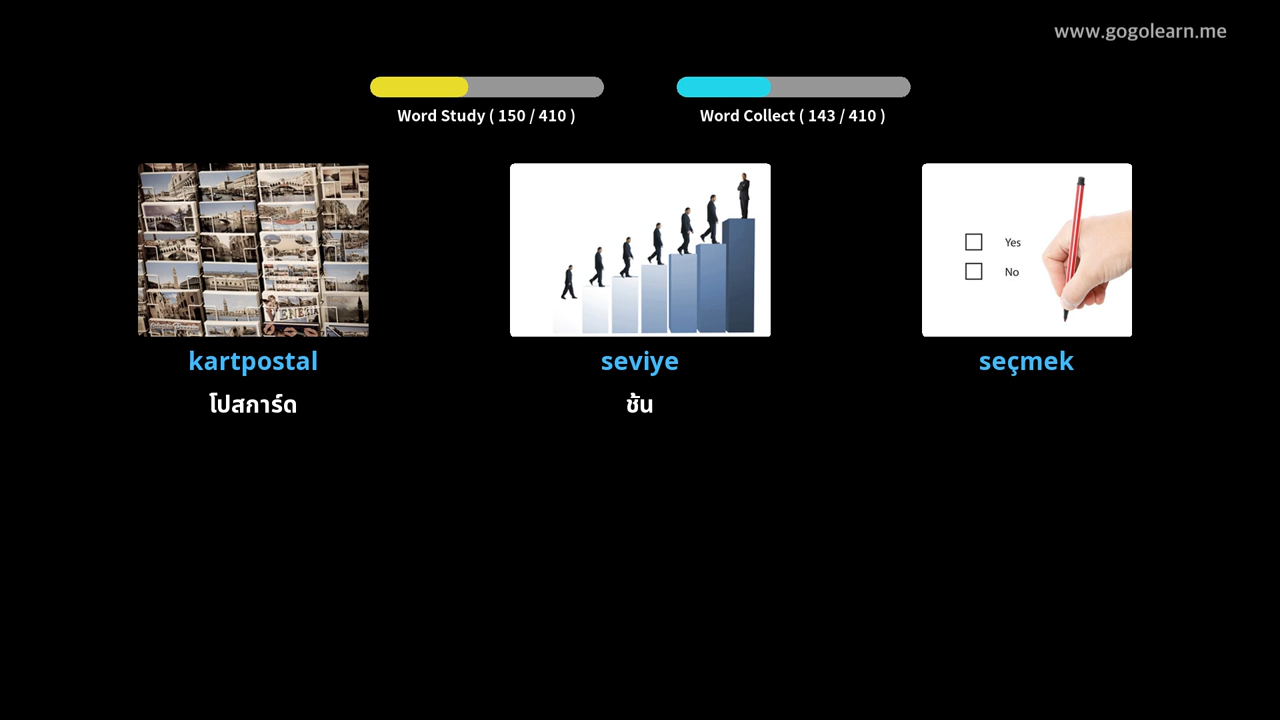 www.gogolearn.me
Word Study ( 150 / 410 )
Word Collect ( 143 / 410 )
Yes
No
kartpostal
seviye
seçmek
โปสการ์ด
ชั้น